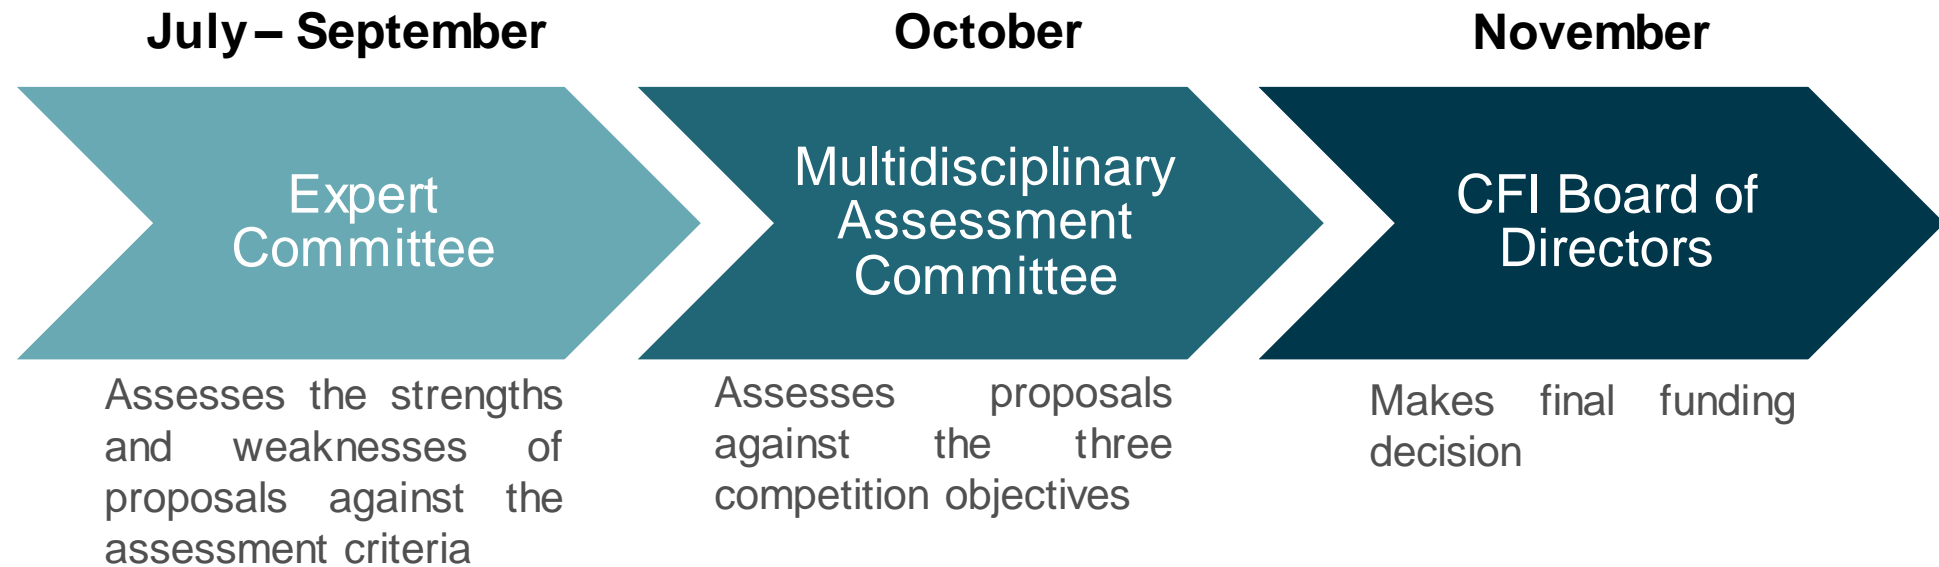 July – September
October
November
Expert
Committee
Multidisciplinary
Assessment
Committee
CFI Board of
Directors
Assesses the strengths
and weaknesses of
proposals against the
assessment criteria
Assesses proposals
against the three
competition objectives
Makes final funding
decision